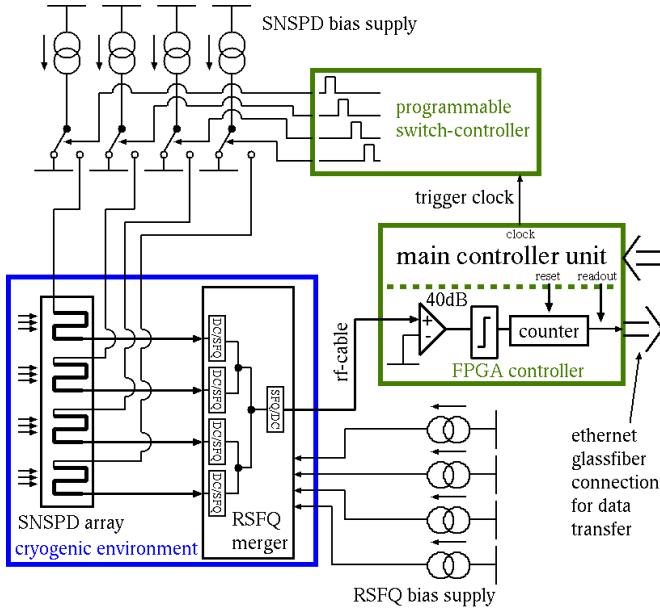 SNSPD bias supply
programmable
switch-controller
trigger clock
clock
main controller unit
reset
readout
40dB
+
-
counter
FPGA controller
rf-cable
DC/SFQ
DC/SFQ
DC/SFQ
DC/SFQ
SFQ/DC
SNSPD array
RSFQ
merger
cryogenic environment
RSFQ bias supply
ethernet
glassfiber
connection
for data
transfer